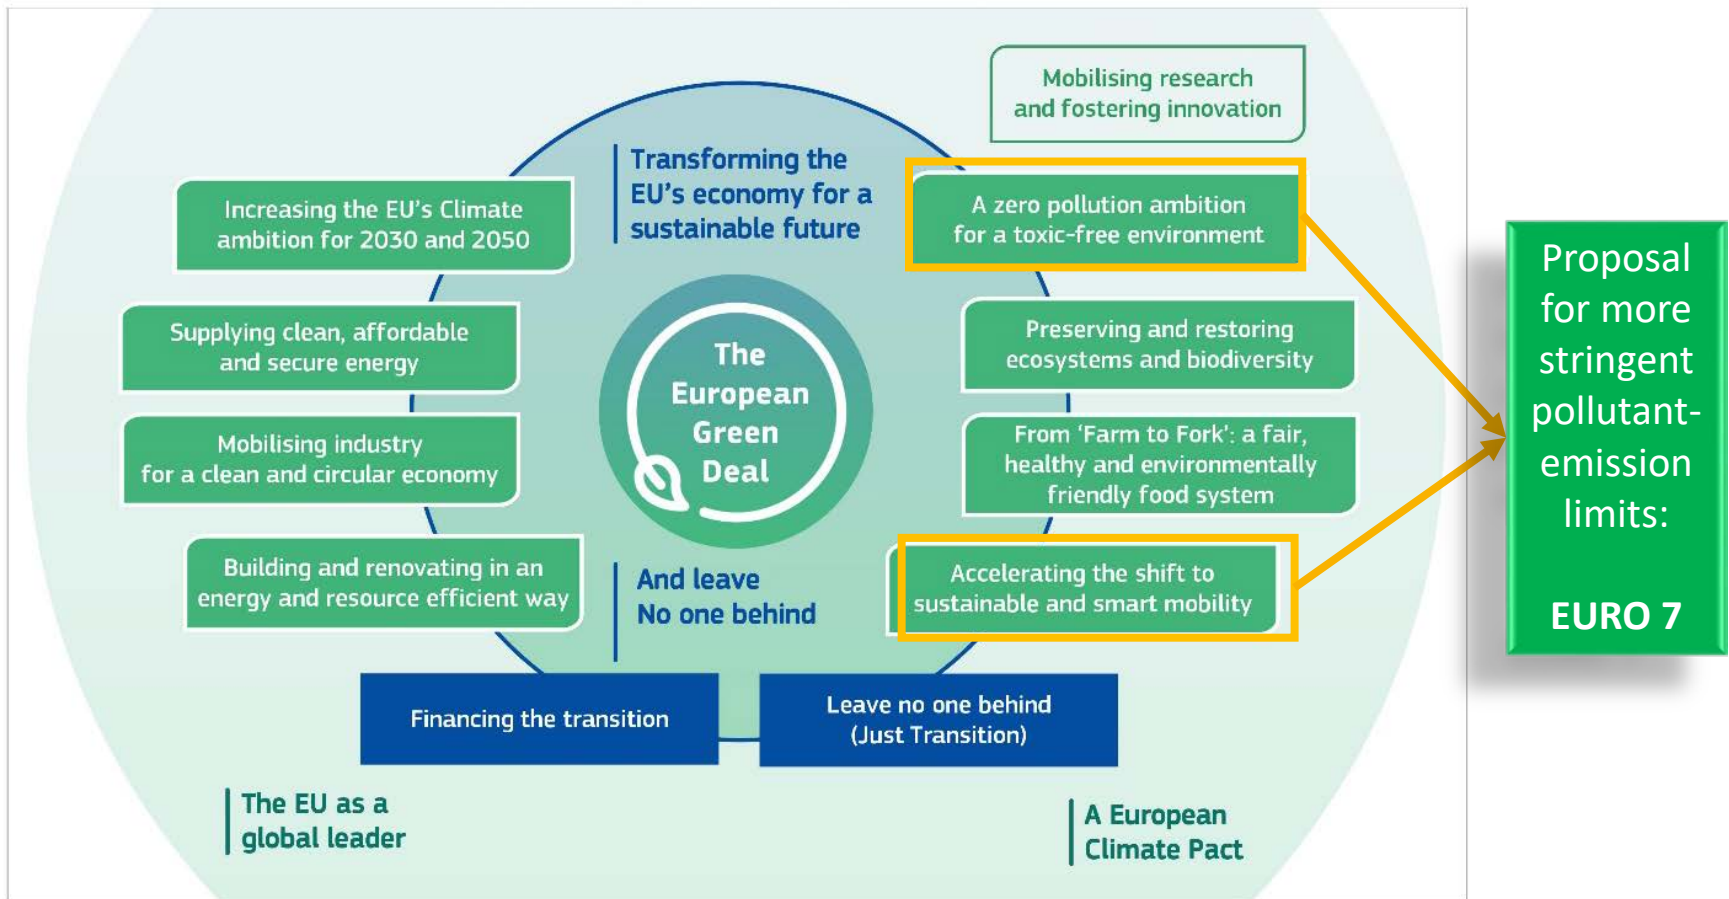 Mobilising research
and fostering innovation
Transforming the
EU's economy for a
sustainable future
Increasing the EU's Climate
ambition for 2030 and 2050
A zero pollution ambition
for a toxic-free environment
Supplying clean, affordable
and secure energy
The
European
Green
Deal
Preserving and restoring
ecosystems and biodiversity
Mobilising industry
for a clean and circular economy
From 'Farm to Fork': a fair,
healthy and environmentally
friendly food system
Building and renovating in an
energy and resource efficient way
And leave
No one behind
Accelerating the shift to
sustainable and smart mobility
Financing the transition
Leave no one behind
(Just Transition)
The EU as a
global leader
A European
Climate Pact
Proposal
for more
stringent
pollutant-
emission
limits:
EURO 7